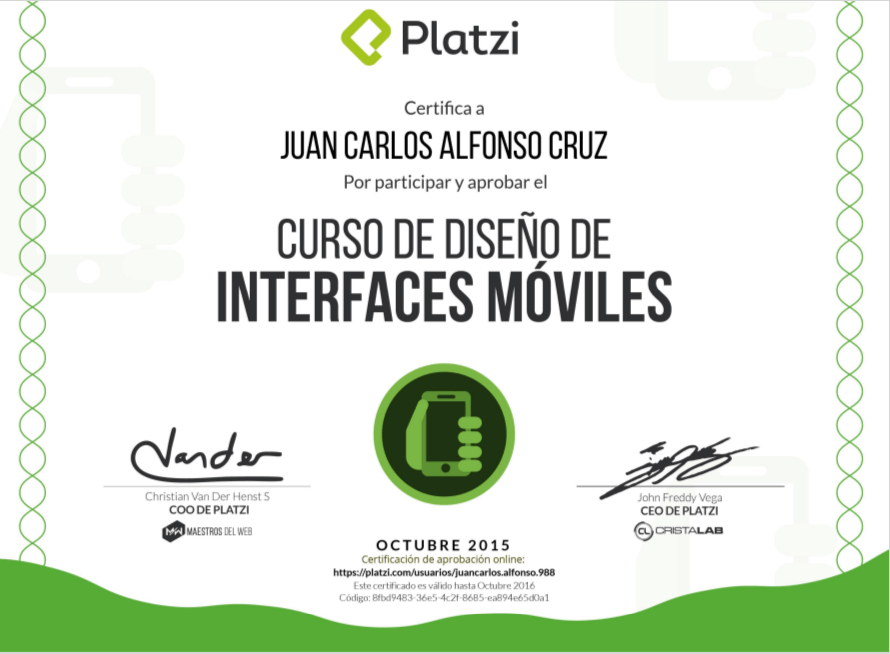 Platzi
Certifica a
JUAN CARLOS ALFONSO CRUZ
Por participar y aprobar el
CURSO DE DISEÑO DE
INTERFACES MÓVILES
Vander
Christian Van Der Henst S
COO DE PLATZI
MW MAESTROS DEL WEB
John Freddy Vega
CEO DE PLATZI
CL CRISTALAB
OCTUBRE 2015
Certificación de aprobación online:
https://platzi.com/usuarios/juancarlos.alfonso.988
Este certificado es válido hasta Octubre 2016
Código: 8fbd9483-36e5-4c2f-8685-ea894e65d0a1